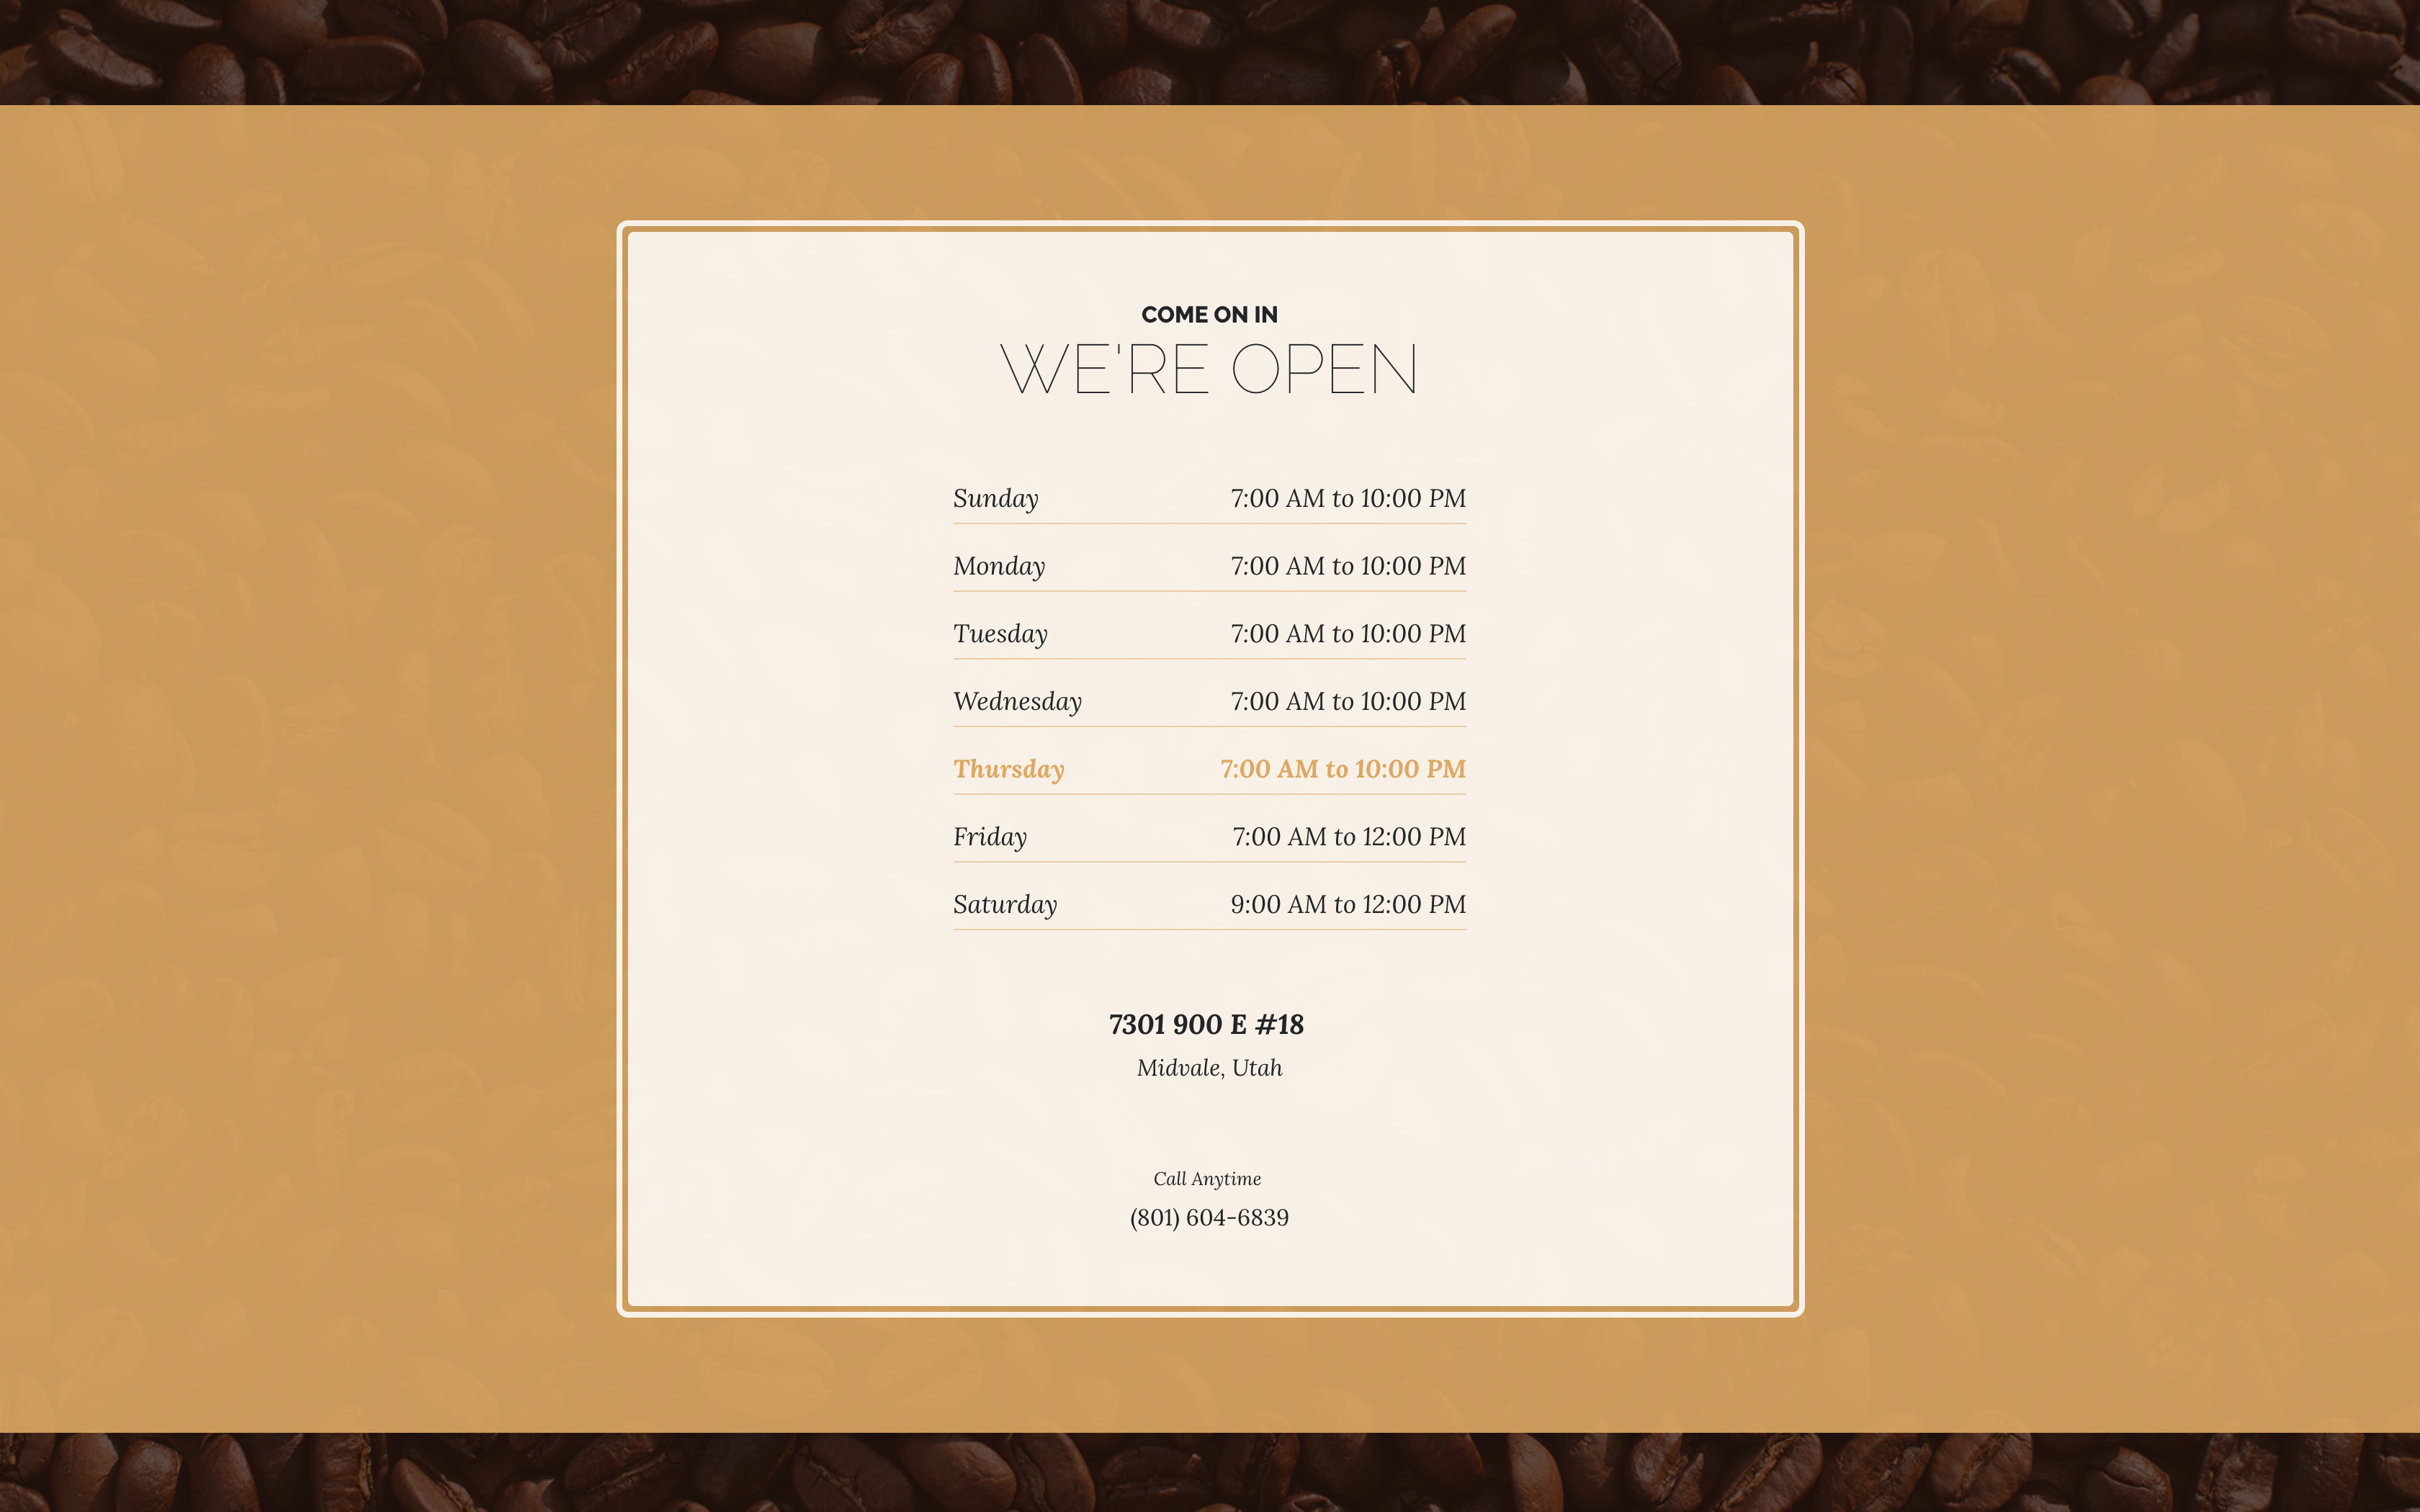 COME ON IN
WE'RE OPEN
Sunday 7:00 AM to 10:00 PM
Monday 7:00 AM to 10:00 PM
Tuesday 7:00 AM to 10:00 PM
Wednesday 7:00 AM to 10:00 PM
Thursday 7:00 AM to 10:00 PM
Friday 7:00 AM to 12:00 PM
Saturday 9:00 AM to 12:00 PM
7301 900 E #18
Midvale, Utah
Call Anytime
(801) 604-6839